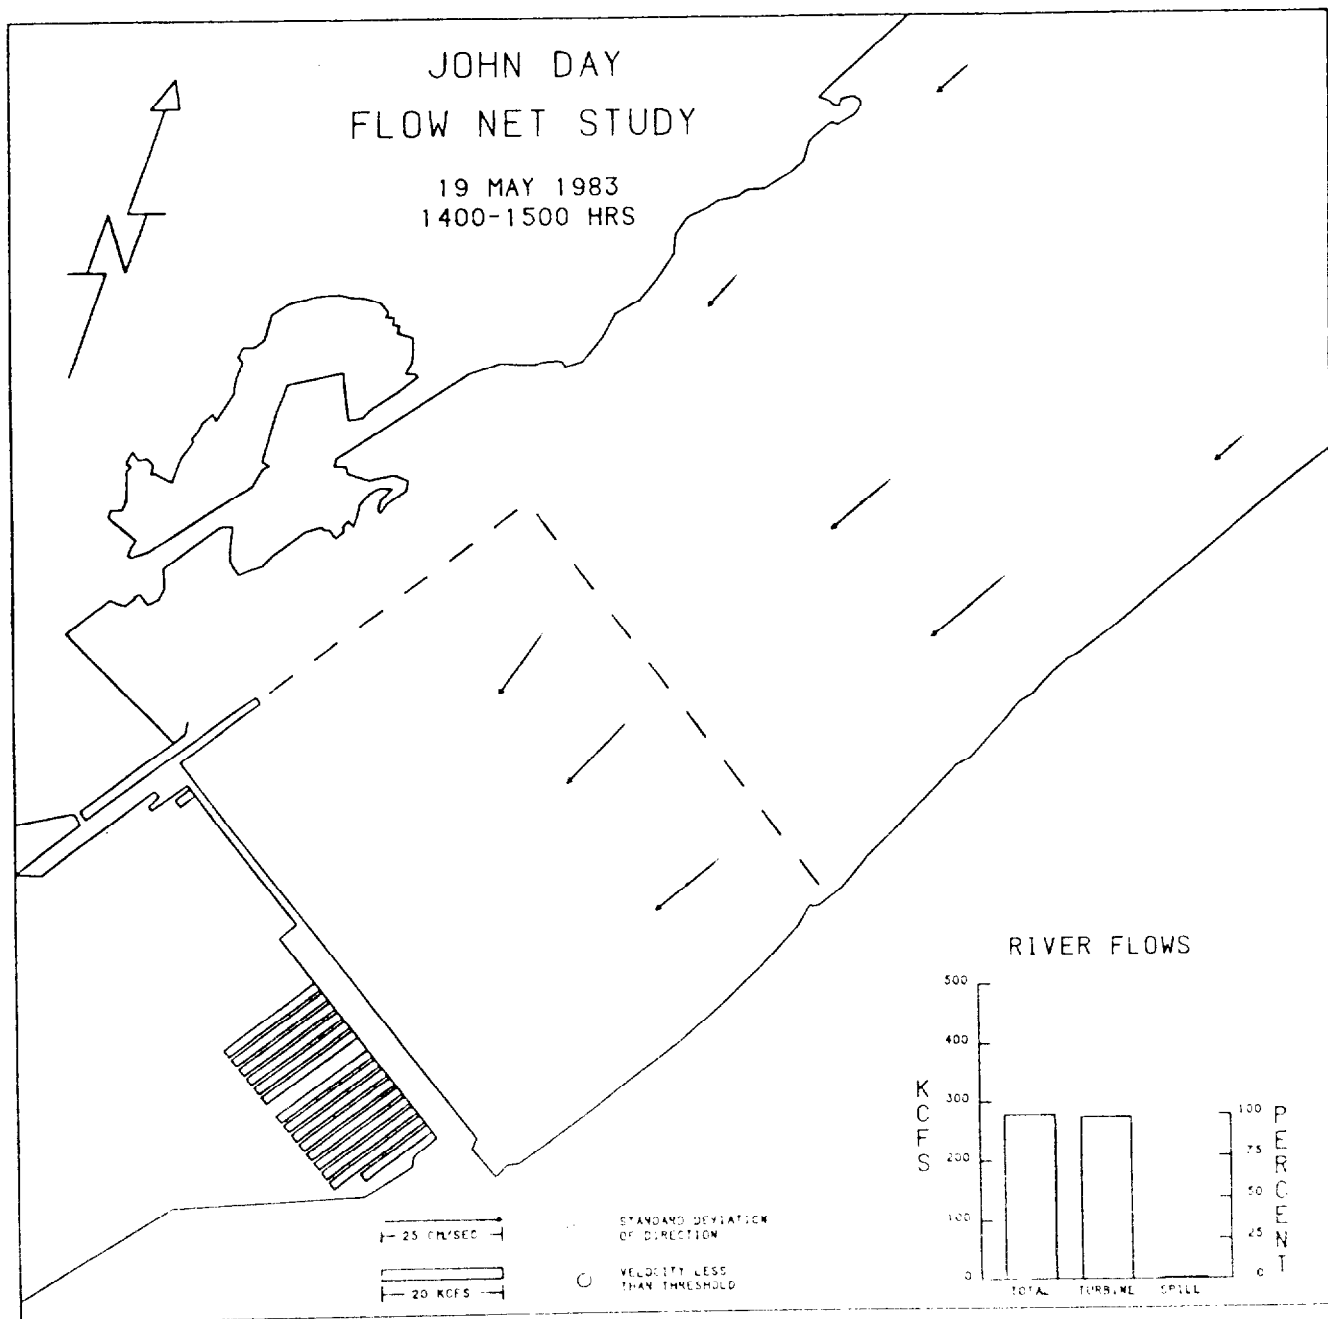 JOHN DAY
FLOW NET STUDY
19 MAY 1983
1400-1500 HRS
RIVER FLOWS
500
400
300
200
100
0
KCFS
100
75
50
25
0
PERCENT
TOTAL TURBINE SPILL
25 CM/SEC
20 KCFS
STANDARD DEVIATION
OF DIRECTION
VELOCITY LESS
THAN THRESHOLD